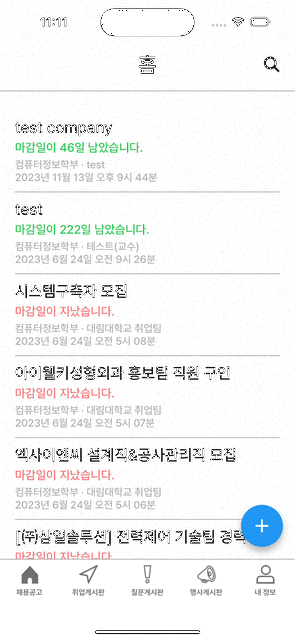 11:11
홈
test company
마감일이 46일 남았습니다.
컴퓨터정보학부 · test
2023년 11월 13일 오후 9시 44분
test
마감일이 222일 남았습니다.
컴퓨터정보학부 · 테스트(교수)
2023년 6월 24일 오전 9시 26분
시스템구축자 모집
마감일이 지났습니다.
컴퓨터정보학부 · 대림대학교 취업팀
2023년 6월 24일 오전 5시 08분
아이웰키성형외과 홍보팀 직원 구인
마감일이 지났습니다.
컴퓨터정보학부 · 대림대학교 취업팀
2023년 6월 24일 오전 5시 07분
엑사이엔씨 설계직&공사관리직 모집
마감일이 지났습니다.
컴퓨터정보학부 · 대림대학교 취업팀
2023년 6월 24일 오전 5시 06분
[(주)삼일솔루션] 전력제어 기술팀 경력
마감일이 지났습니다.
채용공고 취업게시판 질문게시판 행사게시판 내 정보